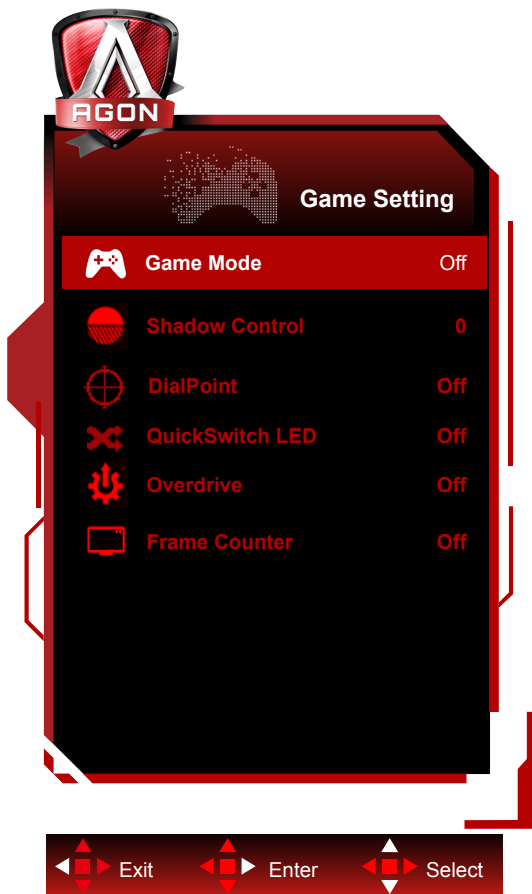 AGON
Game Setting
Game Mode Off
Shadow Control 0
DialPoint Off
QuickSwitch LED Off
Overdrive Off
Frame Counter Off
Exit Enter Select